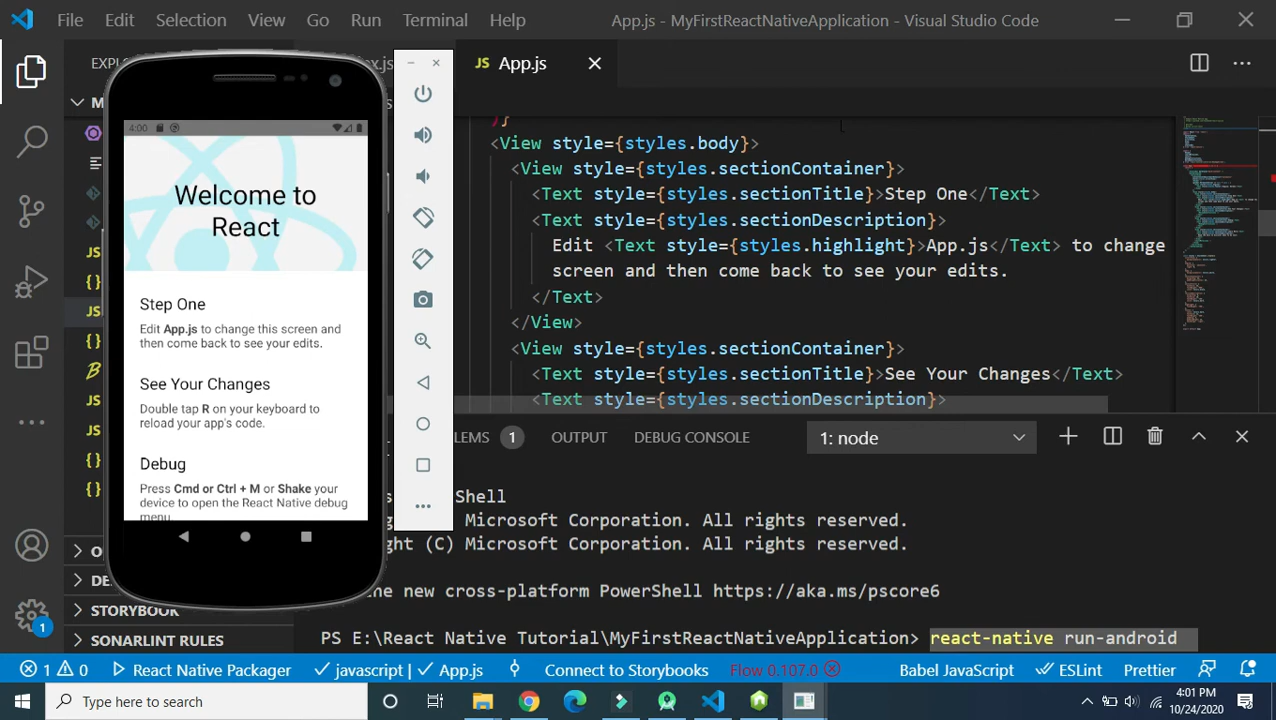 File Edit Selection View Go Run Terminal Help App.js - MyFirstReactNativeApplication - Visual Studio Code
JS App.js
4:00
Welcome to
React
Step One
Edit App.js to change this screen and
then come back to see your edits.
See Your Changes
Double tap R on your keyboard to
reload your app's code.
Debug
Press Cmd or Ctrl + M or Shake your
device to open the React Native debug
menu.
)}
<View style={styles.body}>
<View style={styles.sectionContainer}>
<Text style={styles.sectionTitle}>Step One</Text>
<Text style={styles.sectionDescription}>
Edit <Text style={styles.highlight}>App.js</Text> to change
screen and then come back to see your edits.
</Text>
</View>
<View style={styles.sectionContainer}>
<Text style={styles.sectionTitle}>See Your Changes</Text>
<Text style={styles.sectionDescription}>
1 OUTPUT DEBUG CONSOLE 1: node
Microsoft Corporation. All rights reserved.
(C) Microsoft Corporation. All rights reserved.
new cross-platform PowerShell https://aka.ms/pscore6
PS E:\React Native Tutorial\MyFirstReactNativeApplication> react-native run-android
STORYBOOK
SONARLINT RULES
1
1 0 React Native Packager javascript | App.js Connect to Storybooks Flow 0.107.0 Babel JavaScript ESLint Prettier
Type here to search
4:01 PM
10/24/2020